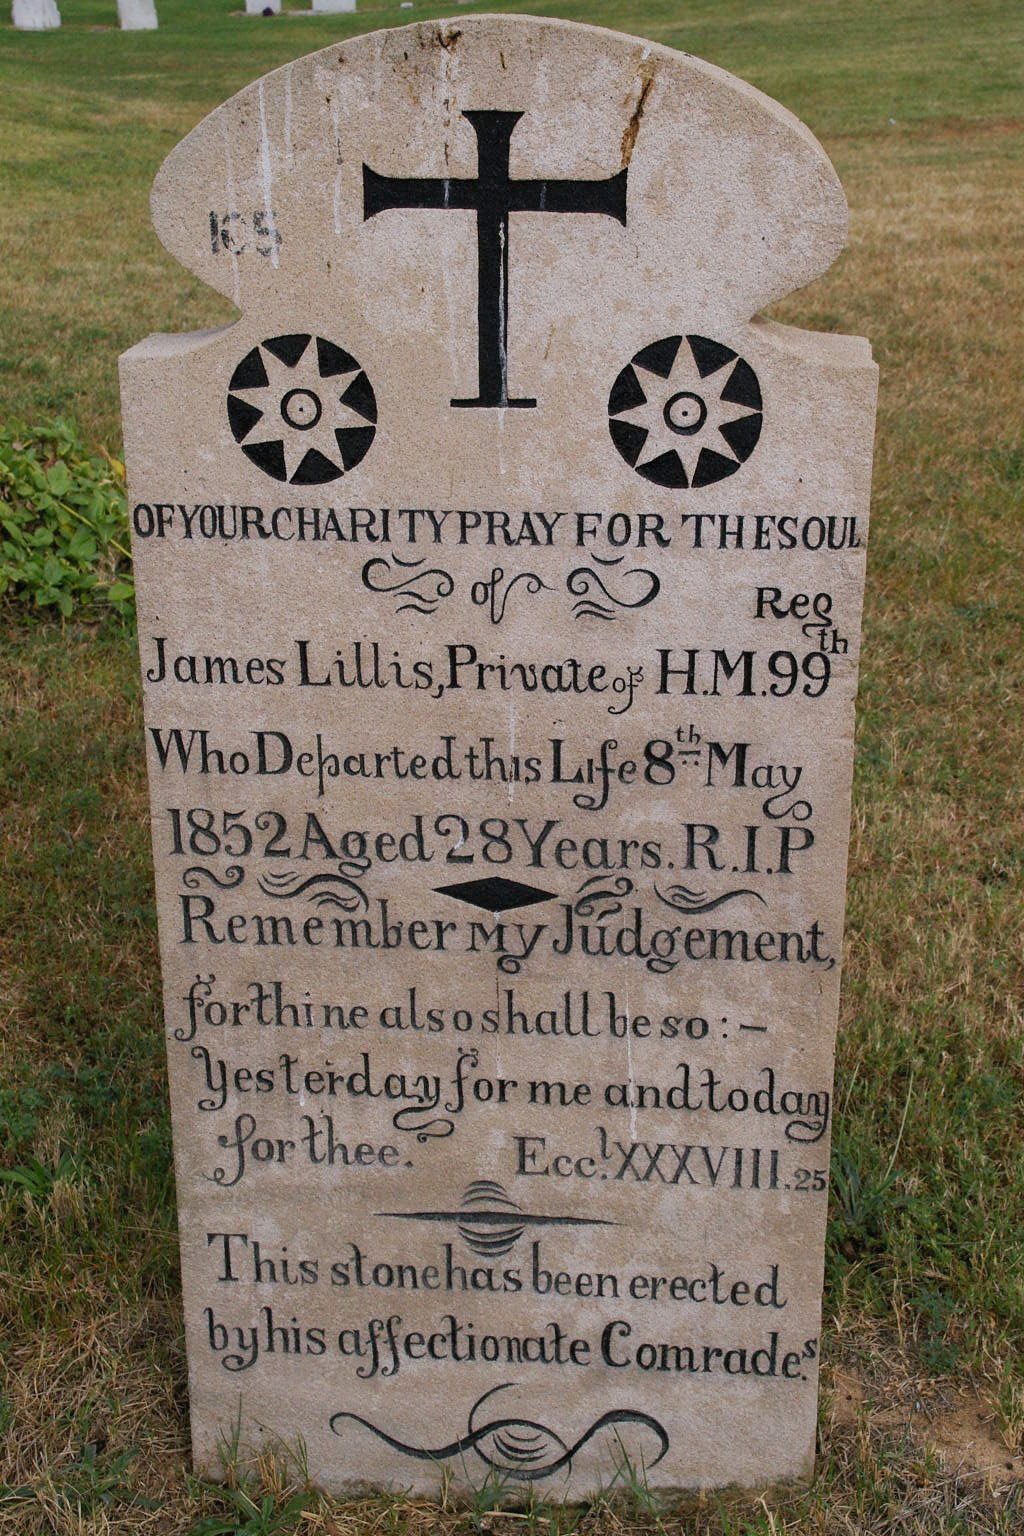 105
OF YOUR CHARITY PRAY FOR THE SOUL
of
James Lillis, Private of H.M. 99th Reg
Who Departed this Life 8th May
1852 Aged 28 Years. R.I.P
Remember My Judgement,
for thine also shall be so:–
Yesterday for me and today
for thee. Eccl. XXXVIII.25
This stone has been erected
by his affectionate Comrades.